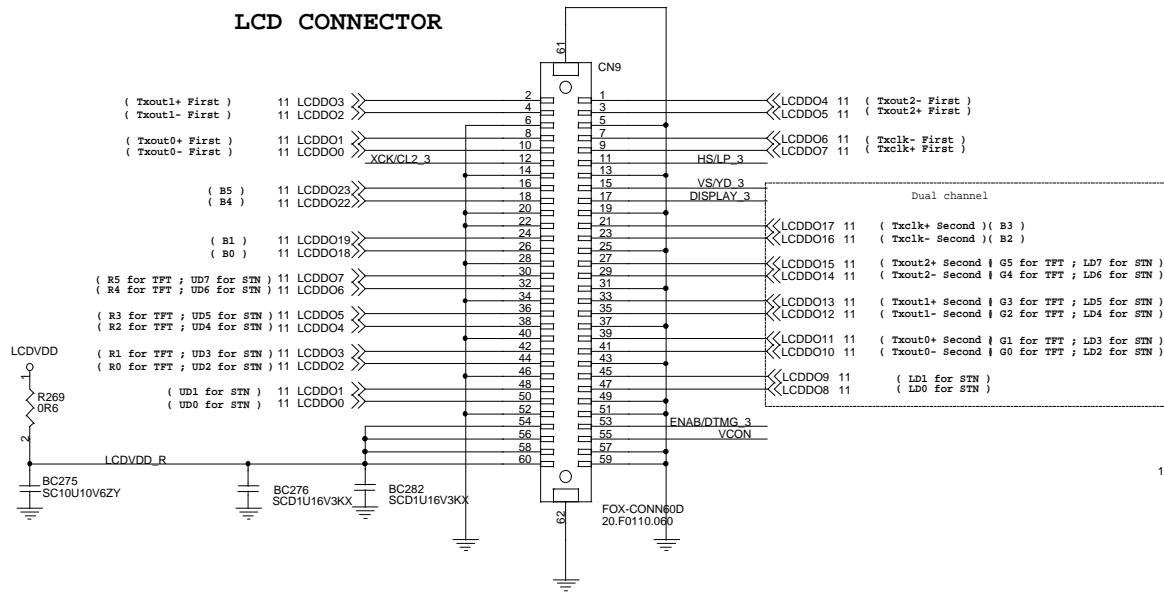 LCD CONNECTOR
61
CN9
( Txout1+ First ) 11 LCDDO3 2 1 LCDDO4 11 ( Txout2- First )
( Txout1- First ) 11 LCDDO2 4 3 LCDDO5 11 ( Txout2+ First )
6 5
( Txout0+ First ) 11 LCDDO1 8 7 LCDDO6 11 ( Txclk- First )
( Txout0- First ) 11 LCDDO0 10 9 LCDDO7 11 ( Txclk+ First )
XCK/CL2_3 12 11 HS/LP_3
14 13
( B5 ) 11 LCDDO23 16 15 VS/YD_3
( B4 ) 11 LCDDO22 18 17 DISPLAY_3
Dual channel
20 19
22 21 LCDDO17 11 ( Txclk+ Second )( B3 )
( B1 ) 11 LCDDO19 24 23 LCDDO16 11 ( Txclk- Second )( B2 )
( B0 ) 11 LCDDO18 26 25
28 27 LCDDO15 11 ( Txout2+ Second ) G5 for TFT ; LD7 for STN )
( R5 for TFT ; UD7 for STN ) 11 LCDDO7 30 29 LCDDO14 11 ( Txout2- Second ) G4 for TFT ; LD6 for STN )
( R4 for TFT ; UD6 for STN ) 11 LCDDO6 32 31
34 33 LCDDO13 11 ( Txout1+ Second ) G3 for TFT ; LD5 for STN )
( R3 for TFT ; UD5 for STN ) 11 LCDDO5 36 35 LCDDO12 11 ( Txout1- Second ) G2 for TFT ; LD4 for STN )
( R2 for TFT ; UD4 for STN ) 11 LCDDO4 38 37
40 39 LCDDO11 11 ( Txout0+ Second ) G1 for TFT ; LD3 for STN )
( R1 for TFT ; UD3 for STN ) 11 LCDDO3 42 41 LCDDO10 11 ( Txout0- Second ) G0 for TFT ; LD2 for STN )
( R0 for TFT ; UD2 for STN ) 11 LCDDO2 44 43
46 45 LCDDO9 11 ( LD1 for STN )
( UD1 for STN ) 11 LCDDO1 48 47 LCDDO8 11 ( LD0 for STN )
( UD0 for STN ) 11 LCDDO0 50 49
52 51
54 53 ENAB/DTMG_3
56 55 VCON
58 57
60 59
LCDVDD
1
R269
0R6
2
LCDVDD_R
BC275
SC10U10V6ZY
BC276
SCD1U16V3KX
BC282
SCD1U16V3KX
62
FOX-CONN60D
20.F0110.060
1